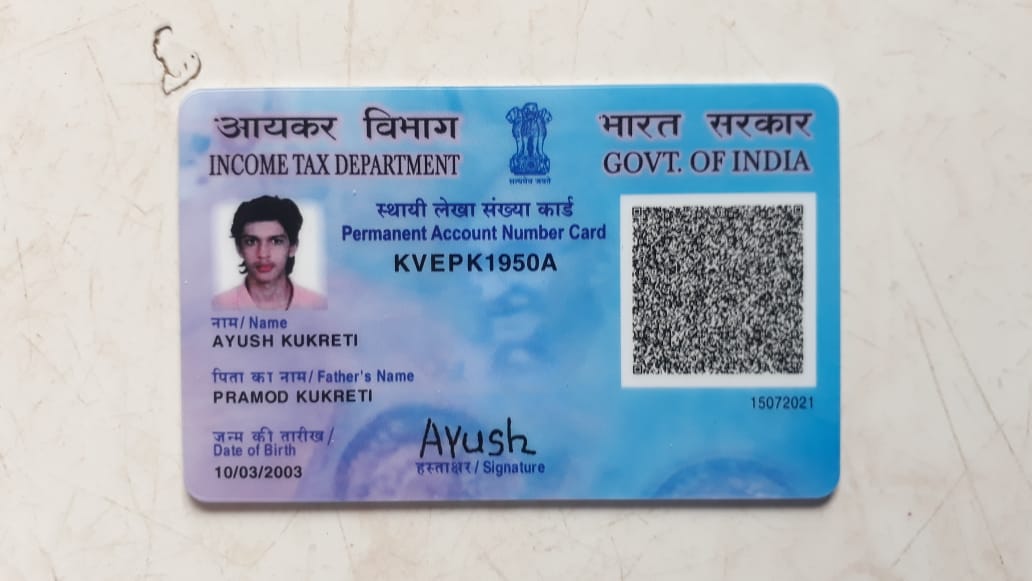 आयकर विभाग
INCOME TAX DEPARTMENT
भारत सरकार
GOVT. OF INDIA
सत्यमेव जयते
स्थायी लेखा संख्या कार्ड
Permanent Account Number Card
KVEPK1950A
नाम / Name
AYUSH KUKRETI
पिता का नाम / Father's Name
PRAMOD KUKRETI
जन्म की तारीख /
Date of Birth
10/03/2003
Ayush
हस्ताक्षर / Signature
15072021